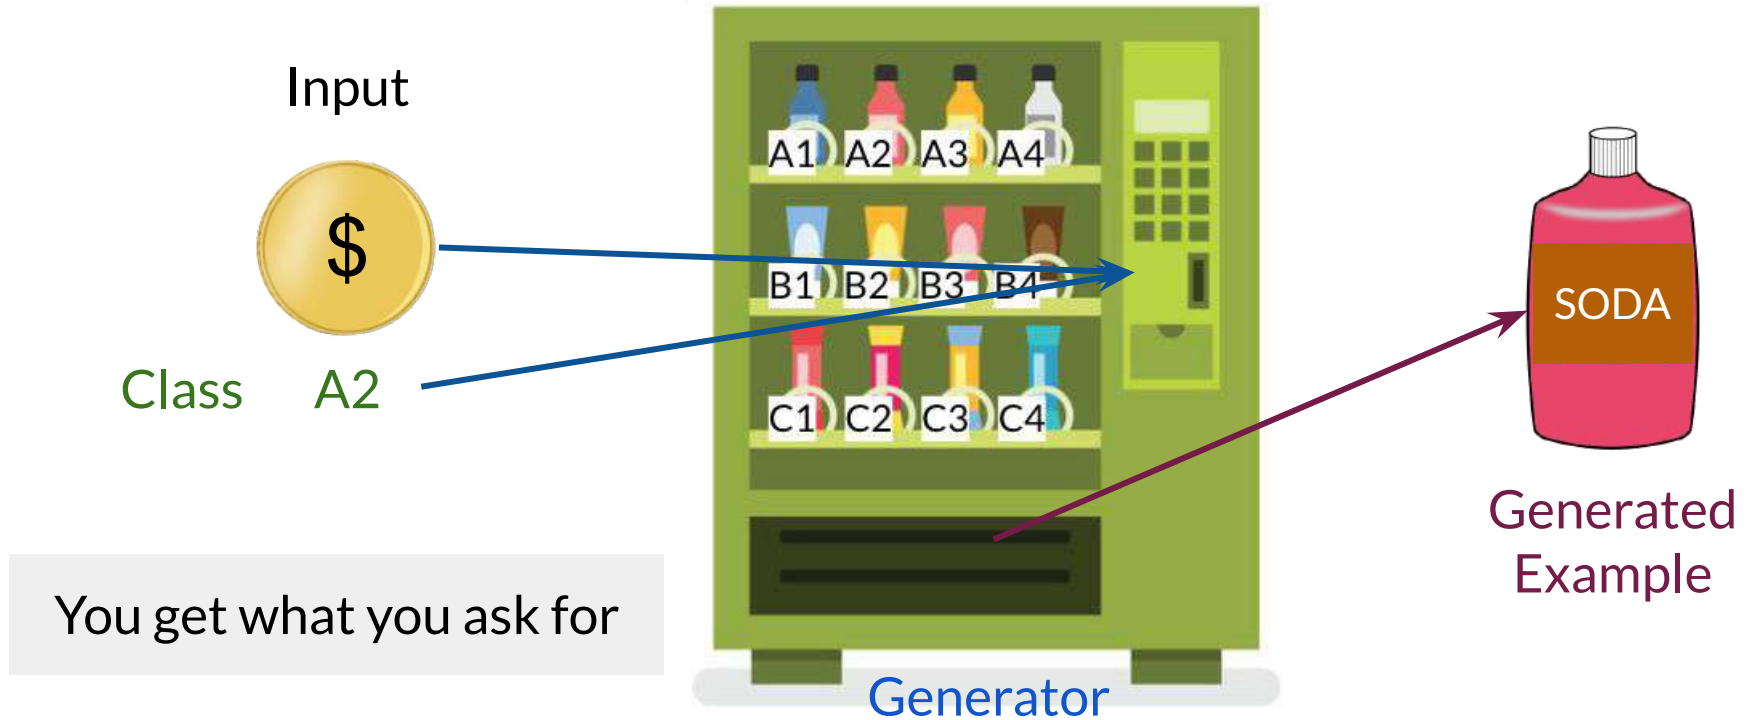 Input
$
Class A2
You get what you ask for
A1 A2 A3 A4
B1 B2 B3 B4
C1 C2 C3 C4
Generator
SODA
Generated
Example